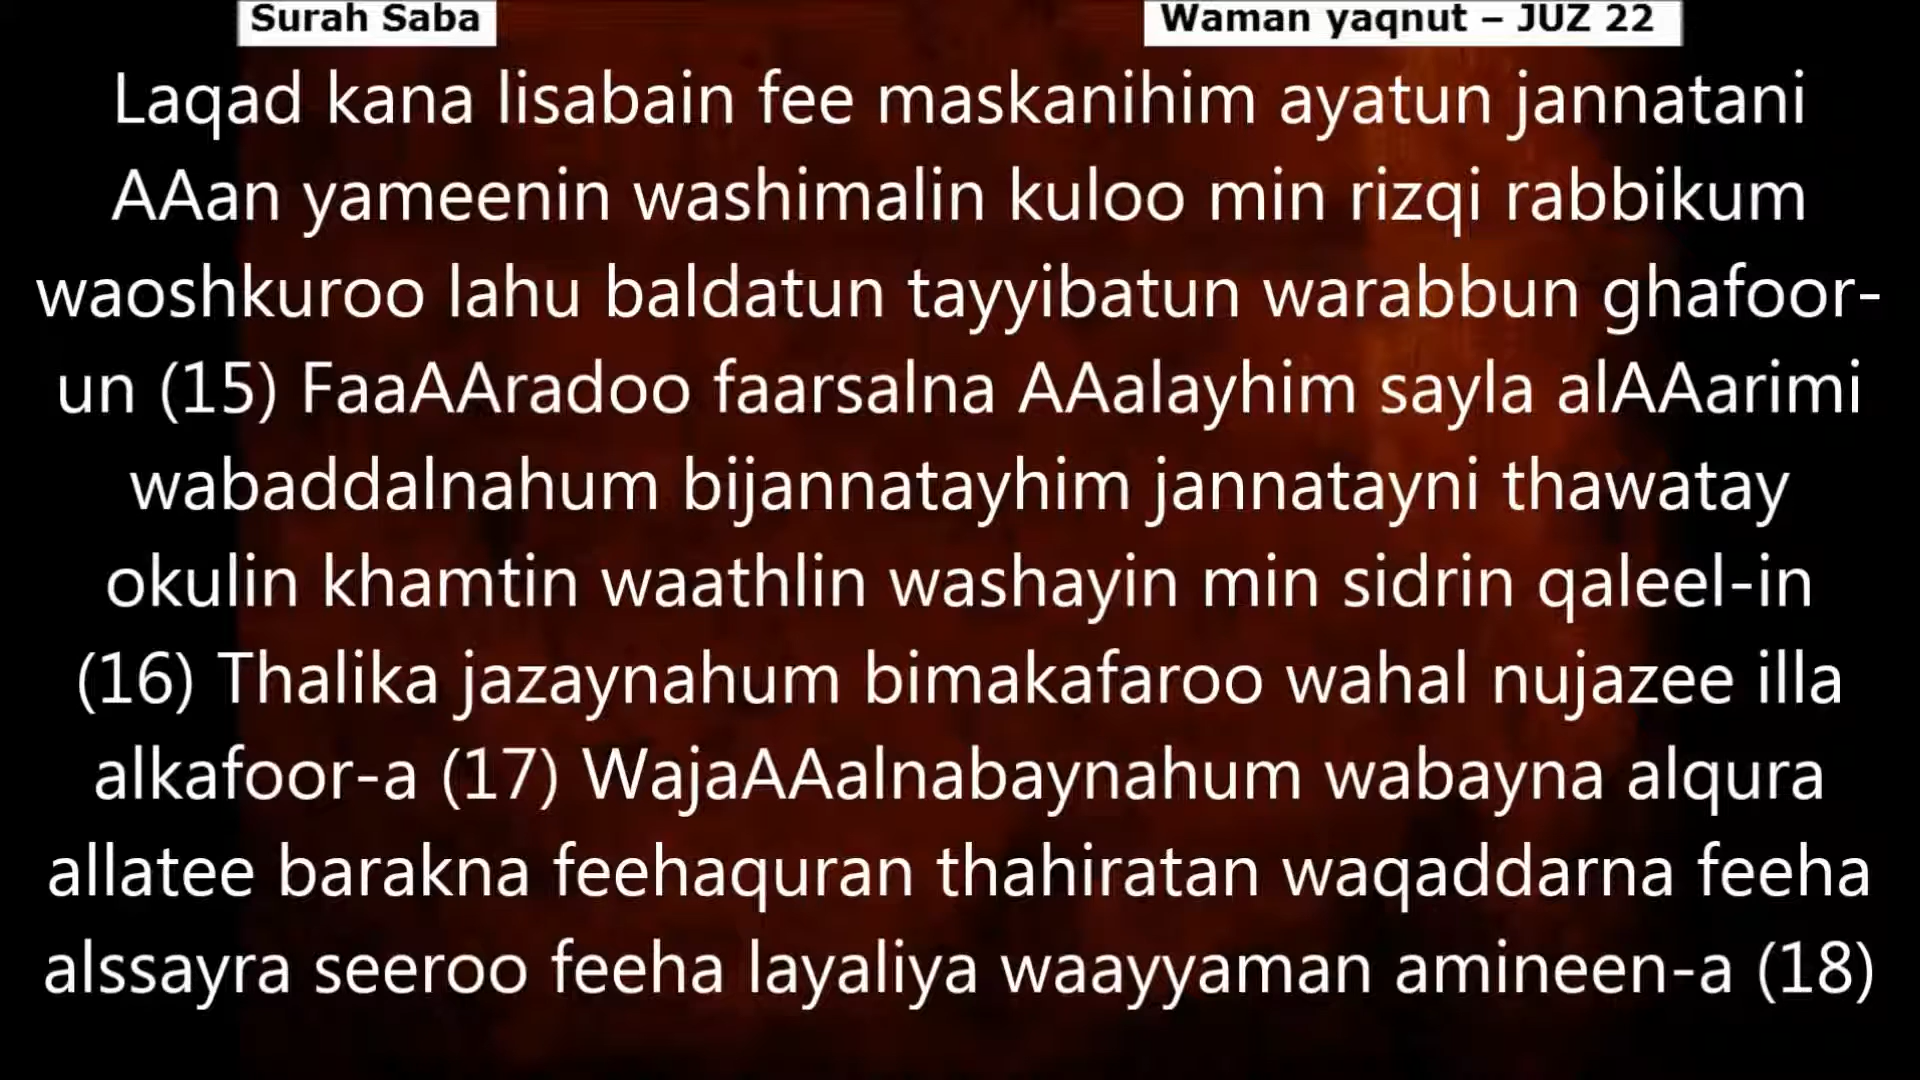 Surah Saba
Waman yaqnut – JUZ 22
Laqad kana lisabain fee maskanihim ayatun jannatani
AAan yameenin washimalin kuloo min rizqi rabbikum
waoshkuroo lahu baldatun tayyibatun warabbun ghafoor-
un (15) FaaAAradoo faarsalna AAalayhim sayla alAAarimi
wabaddalnahum bijannatayhim jannatayni thawatay
okulin khamtin waathlin washayin min sidrin qaleel-in
(16) Thalika jazaynahum bimakafaroo wahal nujazee illa
alkafoor-a (17) WajaAAalnabaynahum wabayna alqura
allatee barakna feehaquran thahiratan waqaddarna feeha
alssayra seeroo feeha layaliya waayyaman amineen-a (18)